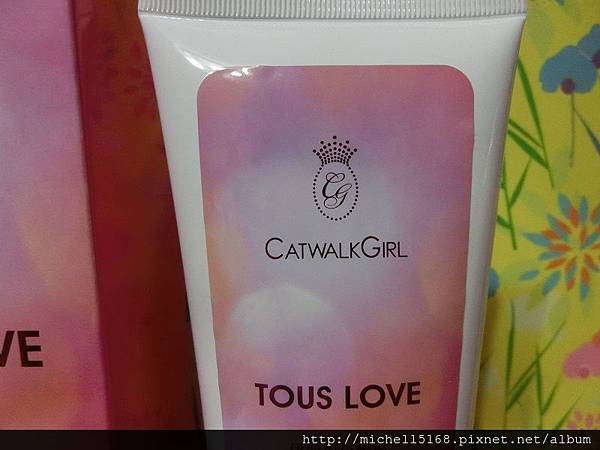 CG
CATWALKGIRL
VE
TOUS LOVE
http://michell5168.pixnet.net/album